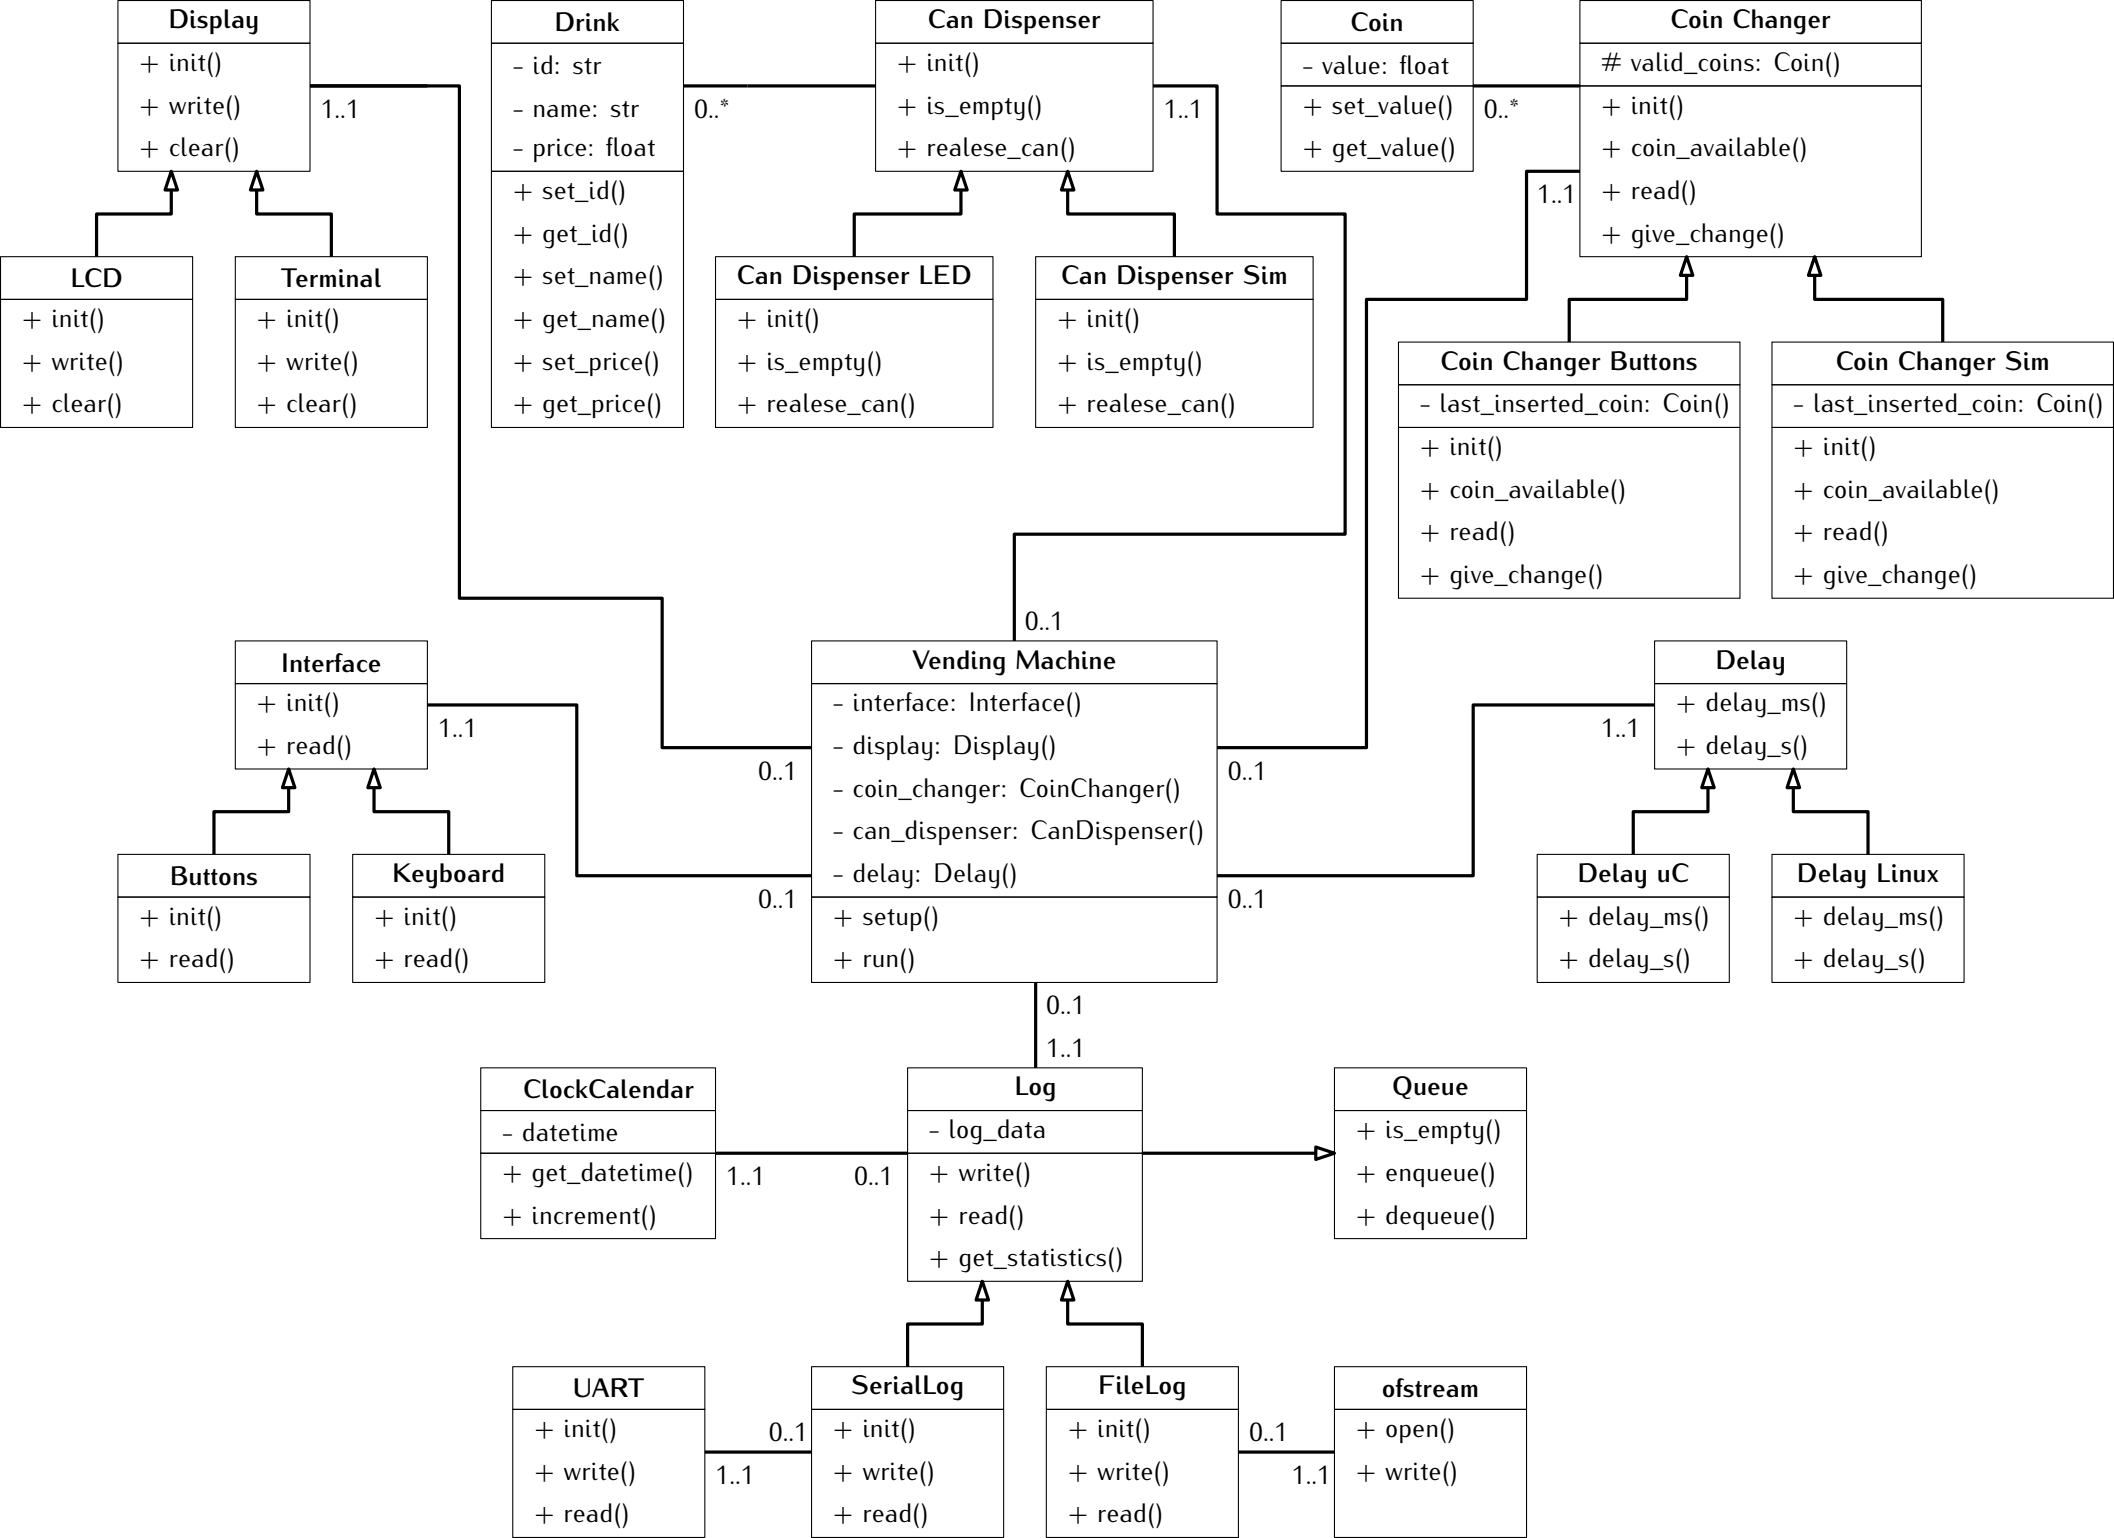 Display
+ init()
+ write()
+ clear()
1..1
LCD
+ init()
+ write()
+ clear()
Terminal
+ init()
+ write()
+ clear()
Drink
- id: str
- name: str
- price: float
+ set_id()
+ get_id()
+ set_name()
+ get_name()
+ set_price()
+ get_price()
0..*
Can Dispenser
+ init()
+ is_empty()
+ realese_can()
1..1
Can Dispenser LED
+ init()
+ is_empty()
+ realese_can()
Can Dispenser Sim
+ init()
+ is_empty()
+ realese_can()
Coin
- value: float
+ set_value()
+ get_value()
0..*
Coin Changer
# valid_coins: Coin()
+ init()
+ coin_available()
+ read()
+ give_change()
1..1
Coin Changer Buttons
- last_inserted_coin: Coin()
+ init()
+ coin_available()
+ read()
+ give_change()
Coin Changer Sim
- last_inserted_coin: Coin()
+ init()
+ coin_available()
+ read()
+ give_change()
Interface
+ init()
+ read()
1..1
Buttons
+ init()
+ read()
Keyboard
+ init()
+ read()
0..1
Vending Machine
- interface: Interface()
- display: Display()
- coin_changer: CoinChanger()
- can_dispenser: CanDispenser()
- delay: Delay()
+ setup()
+ run()
0..1
0..1
0..1
0..1
Delay
+ delay_ms()
+ delay_s()
1..1
Delay uC
+ delay_ms()
+ delay_s()
Delay Linux
+ delay_ms()
+ delay_s()
0..1
1..1
ClockCalendar
- datetime
+ get_datetime()
+ increment()
1..1
0..1
Log
- log_data
+ write()
+ read()
+ get_statistics()
Queue
+ is_empty()
+ enqueue()
+ dequeue()
UART
+ init()
+ write()
+ read()
0..1
1..1
SerialLog
+ init()
+ write()
+ read()
FileLog
+ init()
+ write()
+ read()
0..1
1..1
ofstream
+ open()
+ write()